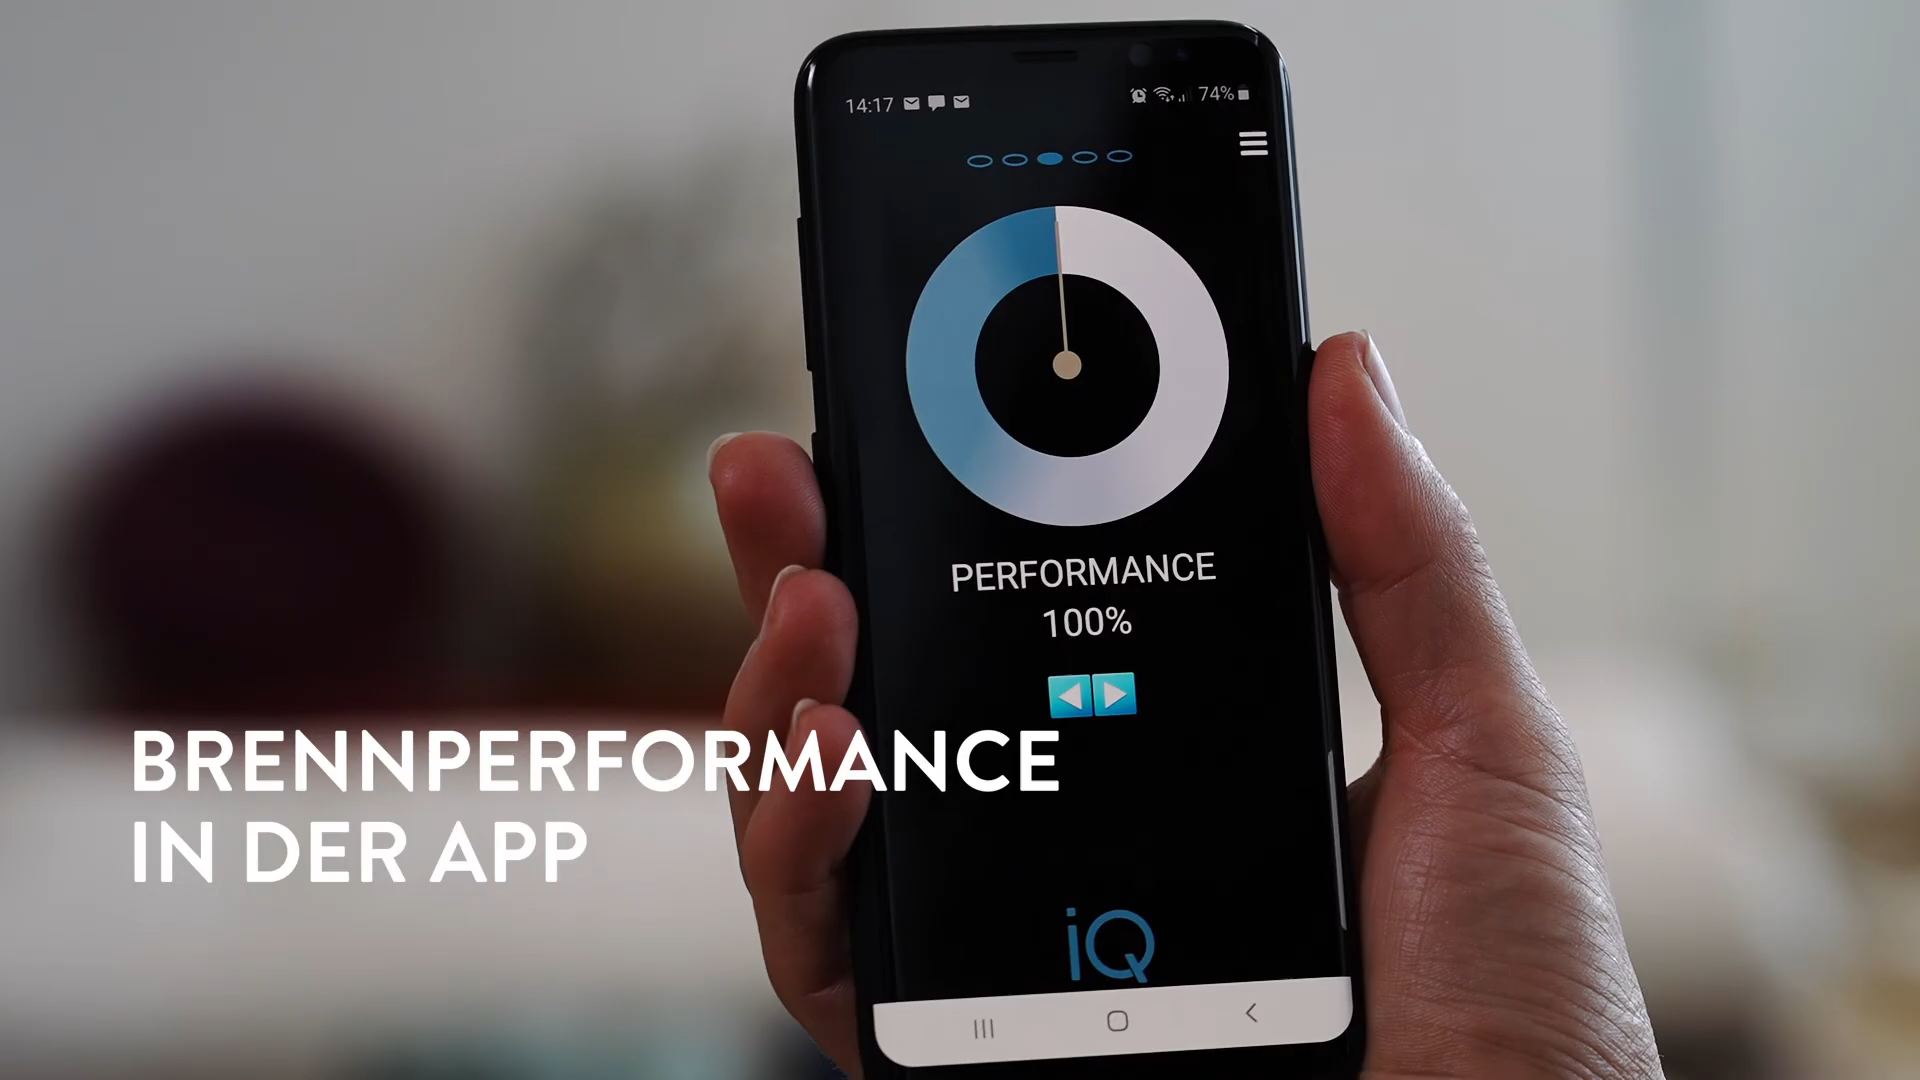 14:17
74%
PERFORMANCE
100%
BRENNPERFORMANCE
IN DER APP
iQ